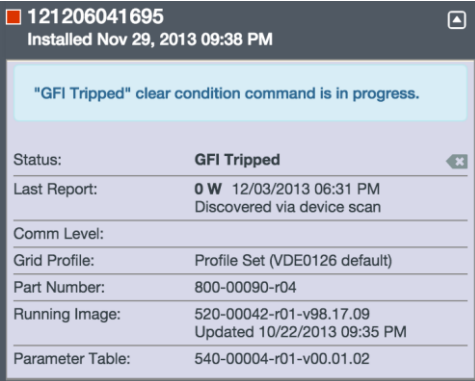 121206041695
Installed Nov 29, 2013 09:38 PM
"GFI Tripped" clear condition command is in progress.
Status: GFI Tripped
Last Report: 0 W 12/03/2013 06:31 PM
Discovered via device scan
Comm Level:
Grid Profile: Profile Set (VDE0126 default)
Part Number: 800-00090-r04
Running Image: 520-00042-r01-v98.17.09
Updated 10/22/2013 09:35 PM
Parameter Table: 540-00004-r01-v00.01.02